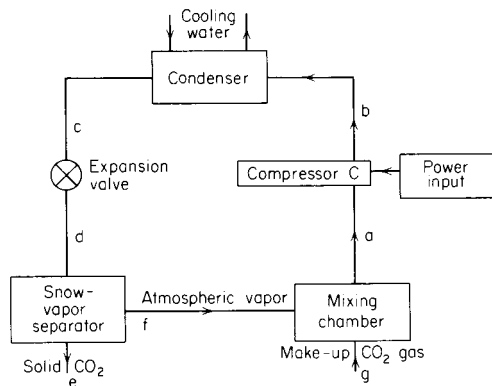 Cooling
water
Condenser
b
c
Expansion
valve
Compressor C
Power
input
d
a
Snow-
vapor
separator
Atmospheric vapor
f
Mixing
chamber
Solid CO2
e
Make-up CO2 gas
g